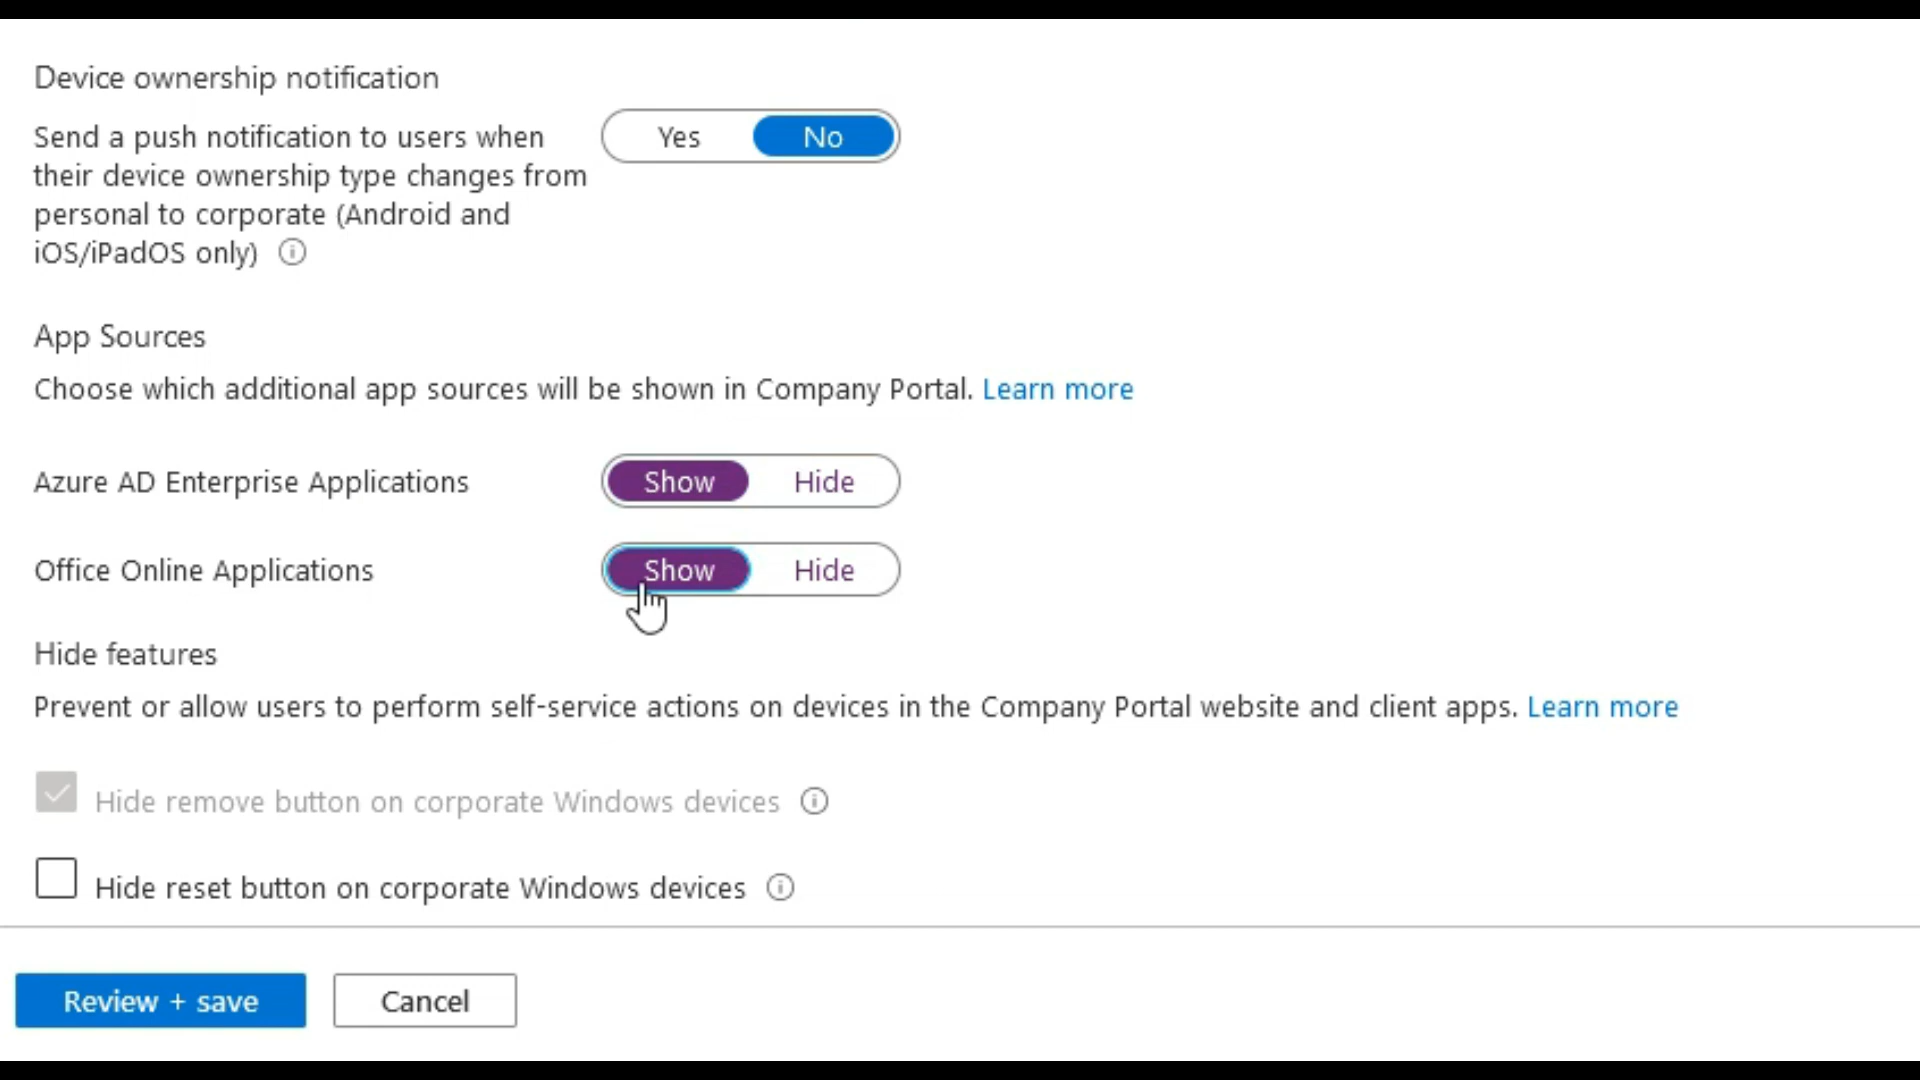 Device ownership notification
Send a push notification to users when
their device ownership type changes from
personal to corporate (Android and
iOS/iPadOS only)
Yes No
App Sources
Choose which additional app sources will be shown in Company Portal. Learn more
Azure AD Enterprise Applications
Show Hide
Office Online Applications
Show Hide
Hide features
Prevent or allow users to perform self-service actions on devices in the Company Portal website and client apps. Learn more
Hide remove button on corporate Windows devices
Hide reset button on corporate Windows devices
Review + save Cancel